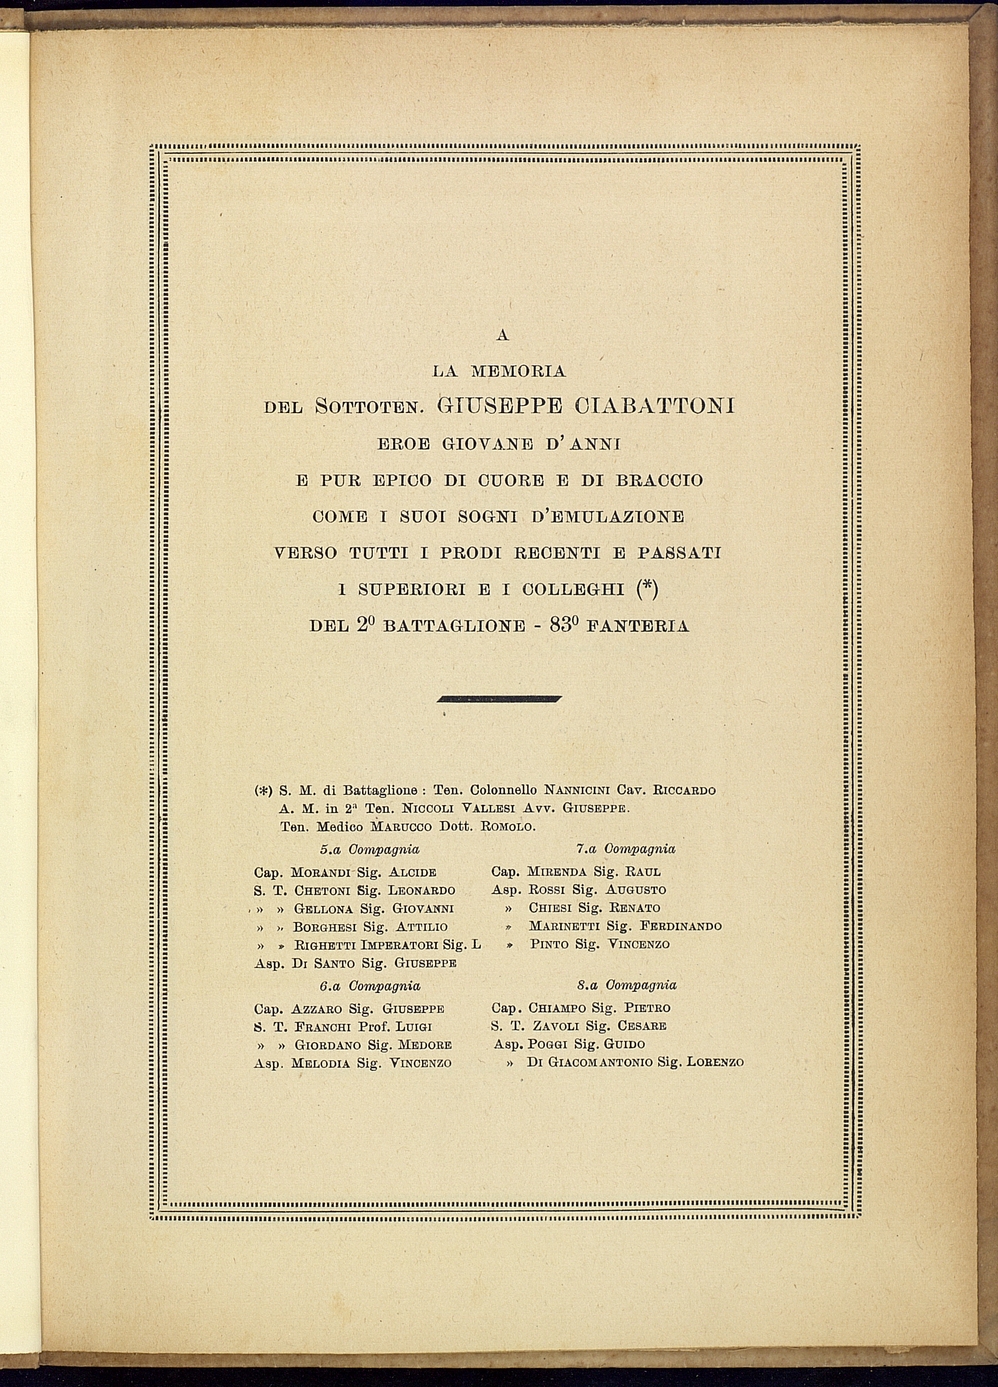 A
LA MEMORIA
DEL SOTTOTEN. GIUSEPPE CIABATTONI
EROE GIOVANE D' ANNI
E PUR EPICO DI CUORE E DI BRACCIO
COME I SUOI SOGNI D'EMULAZIONE
VERSO TUTTI I PRODI RECENTI E PASSATI
I SUPERIORI E I COLLEGHI (*)
DEL 2º BATTAGLIONE - 83º FANTERIA
(*) S. M. di Battaglione : Ten. Colonnello NANNICINI Cav. RICCARDO
A. M. in 2ª Ten. NICCOLI VALLESI Avv. GIUSEPPE.
Ten. Medico MARUCCO Dott. ROMOLO.
5.a Compagnia
Cap. MORANDI Sig. ALCIDE
S. T. CHETONI Sig. LEONARDO
» » GELLONA Sig. GIOVANNI
» » BORGHESI Sig. ATTILIO
» » RIGHETTI IMPERATORI Sig. L
Asp. DI SANTO Sig. GIUSEPPE
6.a Compagnia
Cap. AZZARO Sig. GIUSEPPE
S. T. FRANCHI Prof. LUIGI
» » GIORDANO Sig. MEDORE
Asp. MELODIA Sig. VINCENZO
7.a Compagnia
Cap. MIRENDA Sig. RAUL
Asp. ROSSI Sig. AUGUSTO
» CHIESI Sig. RENATO
» MARINETTI Sig. FERDINANDO
» PINTO Sig. VINCENZO
8.a Compagnia
Cap. CHIAMPO Sig. PIETRO
S. T. ZAVOLI Sig. CESARE
Asp. POGGI Sig. GUIDO
» DI GIACOMANTONIO Sig. LORENZO